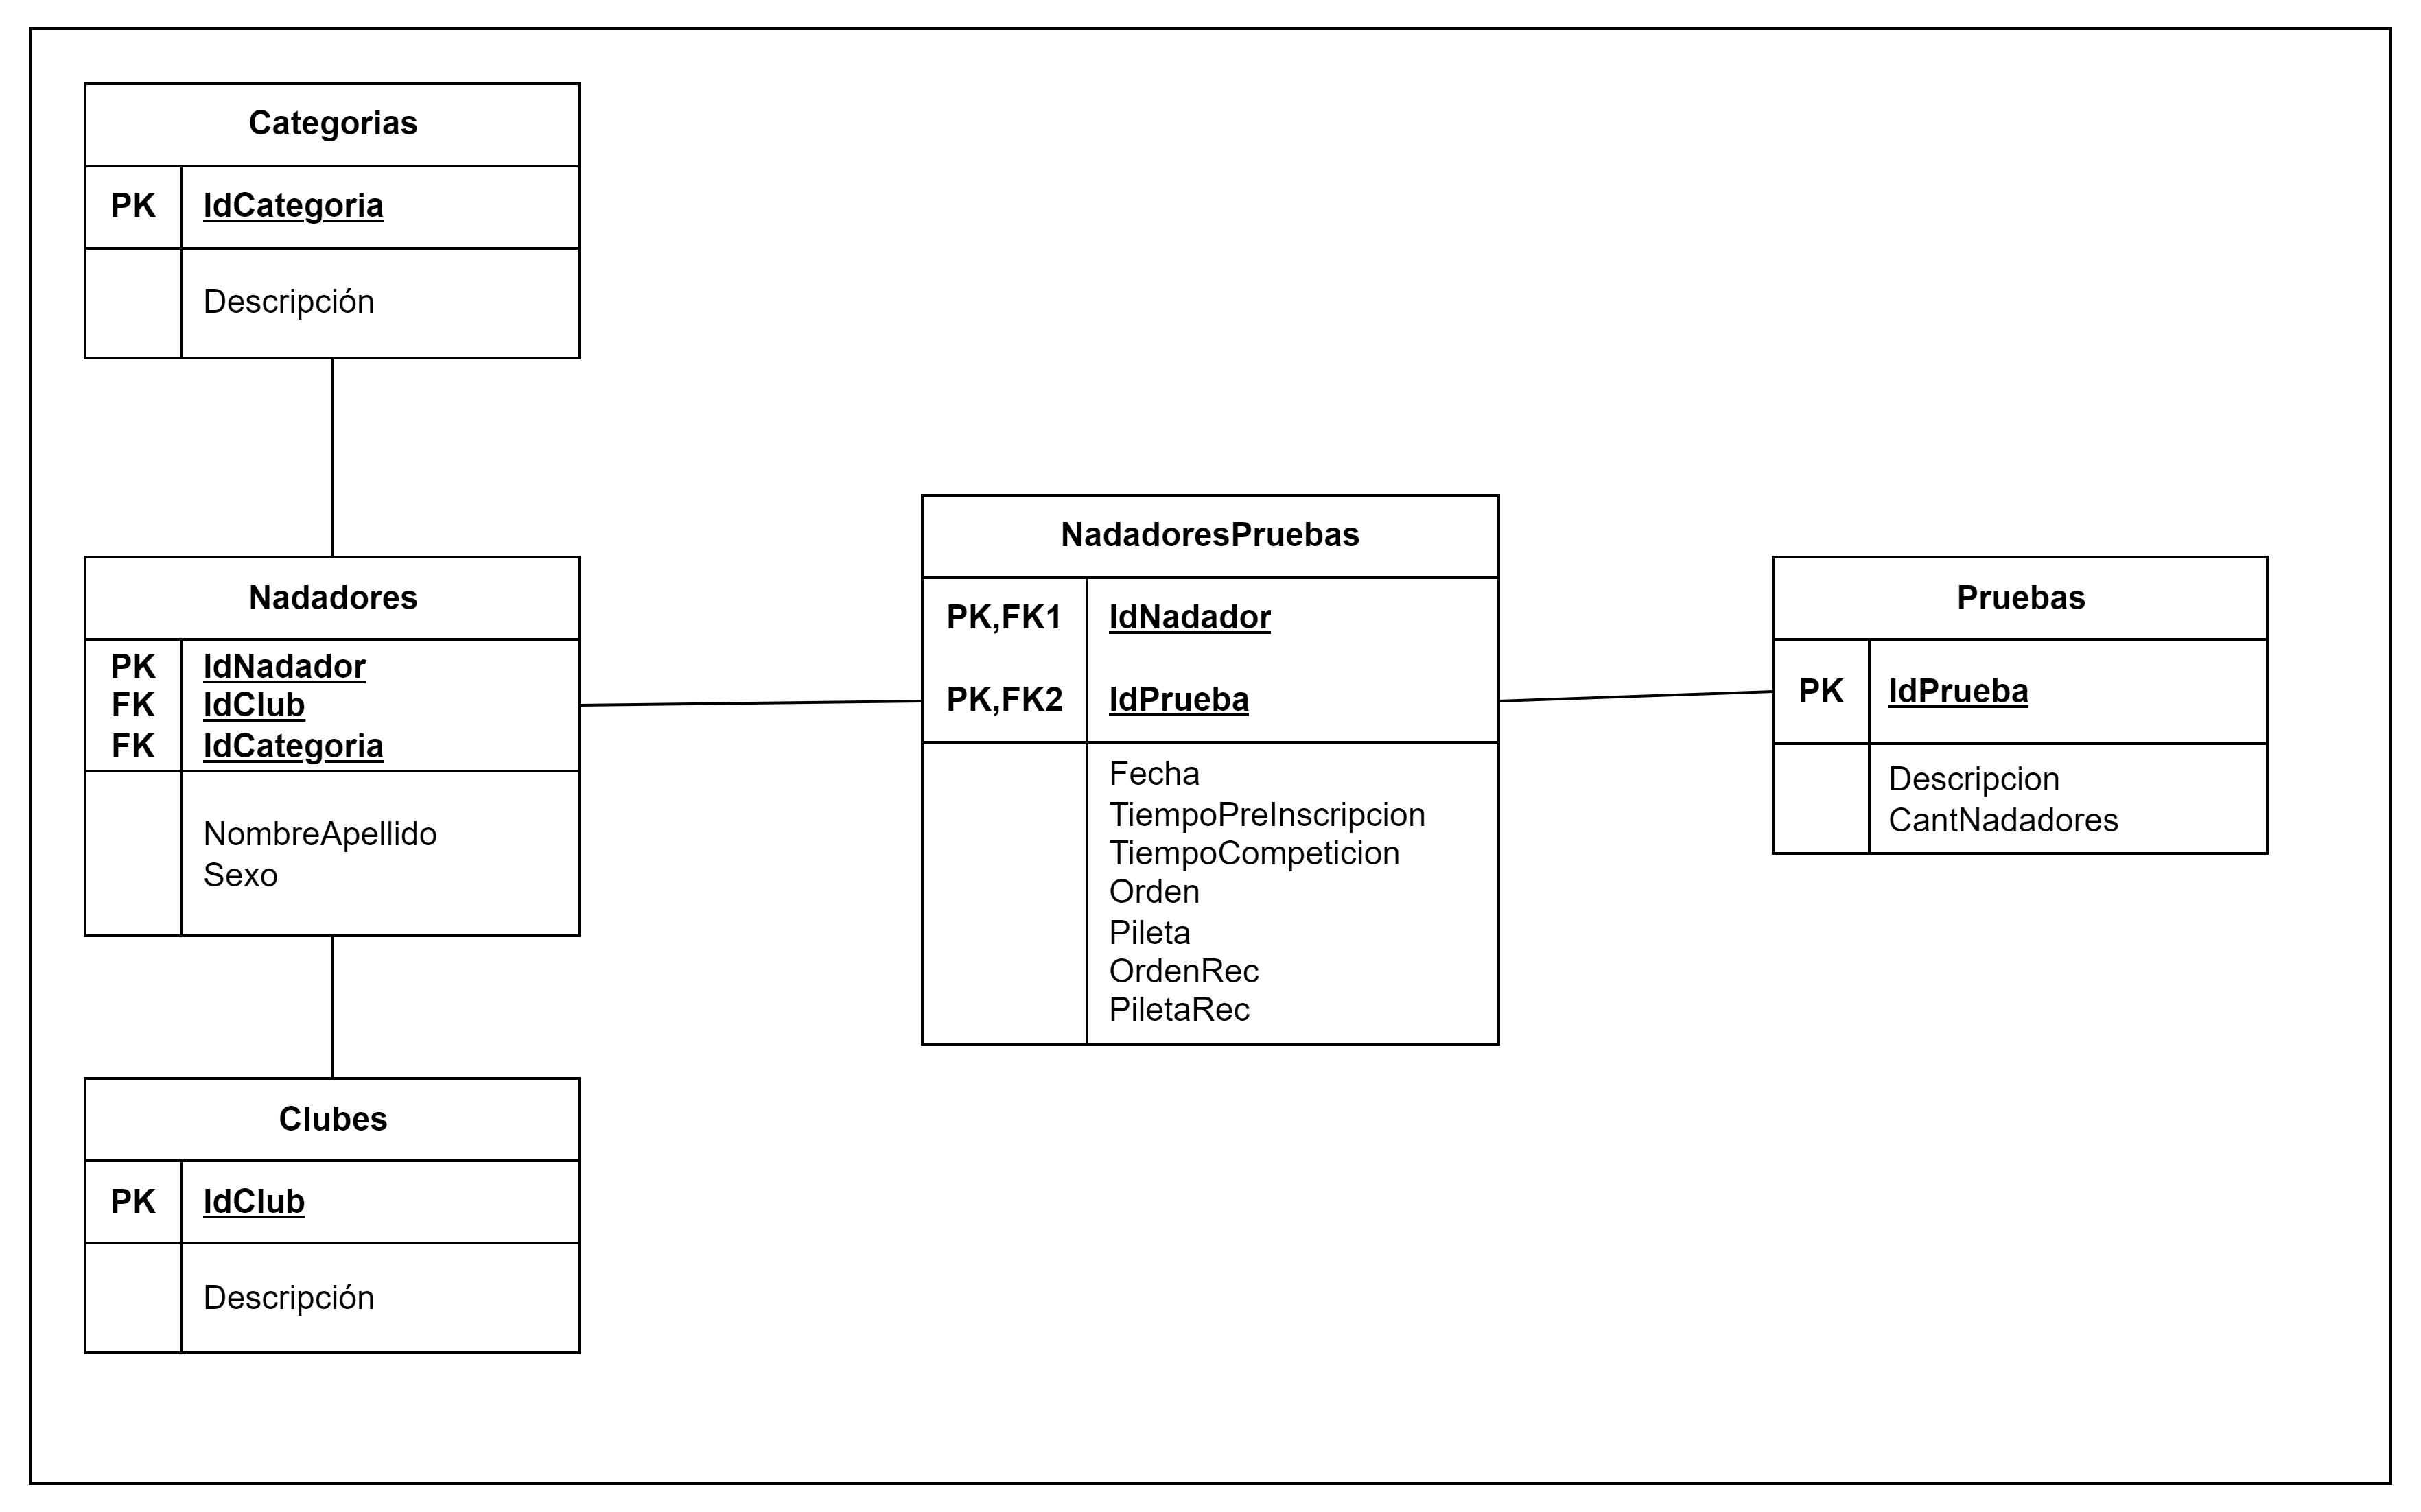 Categorias
PK IdCategoria
Descripción
Nadadores
PK IdNadador
FK IdClub
FK IdCategoria
NombreApellido
Sexo
Clubes
PK IdClub
Descripción
NadadoresPruebas
PK,FK1 IdNadador
PK,FK2 IdPrueba
Fecha
TiempoPreInscripcion
TiempoCompeticion
Orden
Pileta
OrdenRec
PiletaRec
Pruebas
PK IdPrueba
Descripcion
CantNadadores